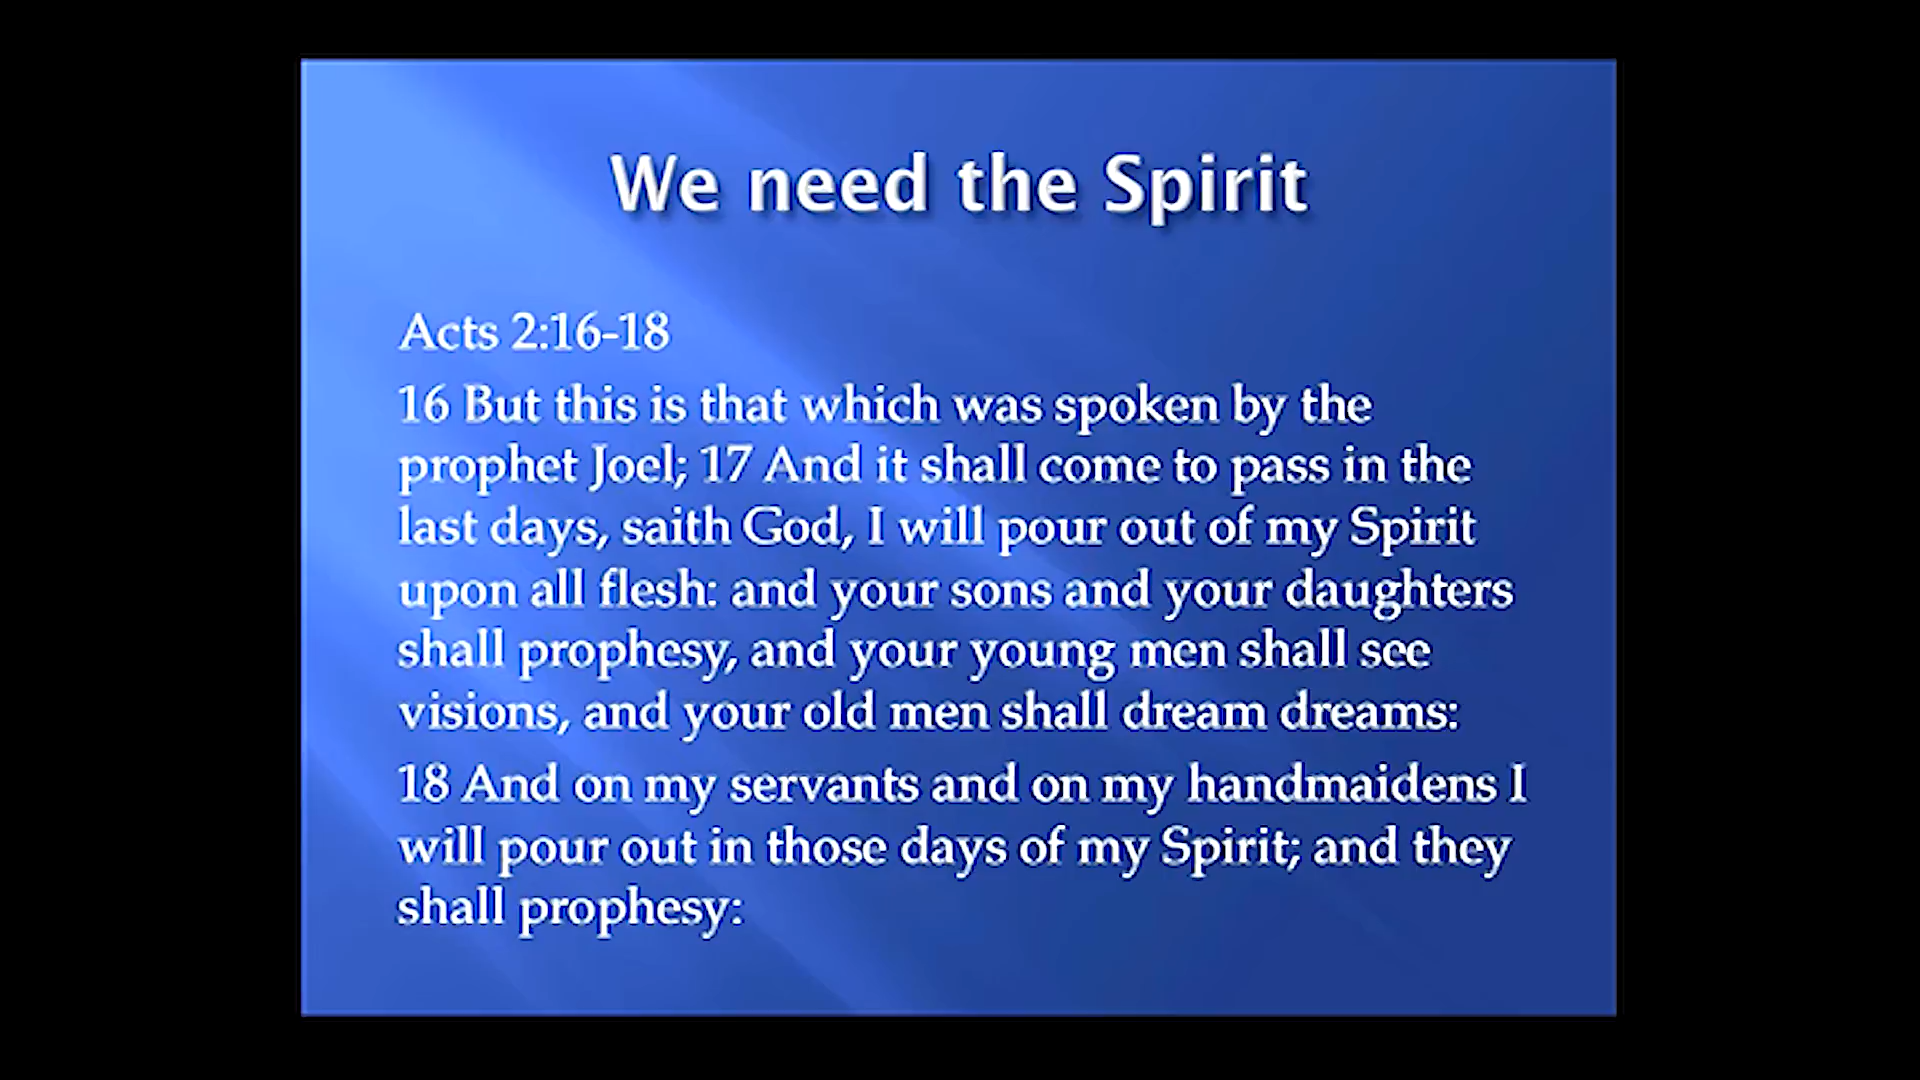 We need the Spirit
Acts 2:16-18
16 But this is that which was spoken by the
prophet Joel; 17 And it shall come to pass in the
last days, saith God, I will pour out of my Spirit
upon all flesh: and your sons and your daughters
shall prophesy, and your young men shall see
visions, and your old men shall dream dreams:
18 And on my servants and on my handmaidens I
will pour out in those days of my Spirit; and they
shall prophesy: